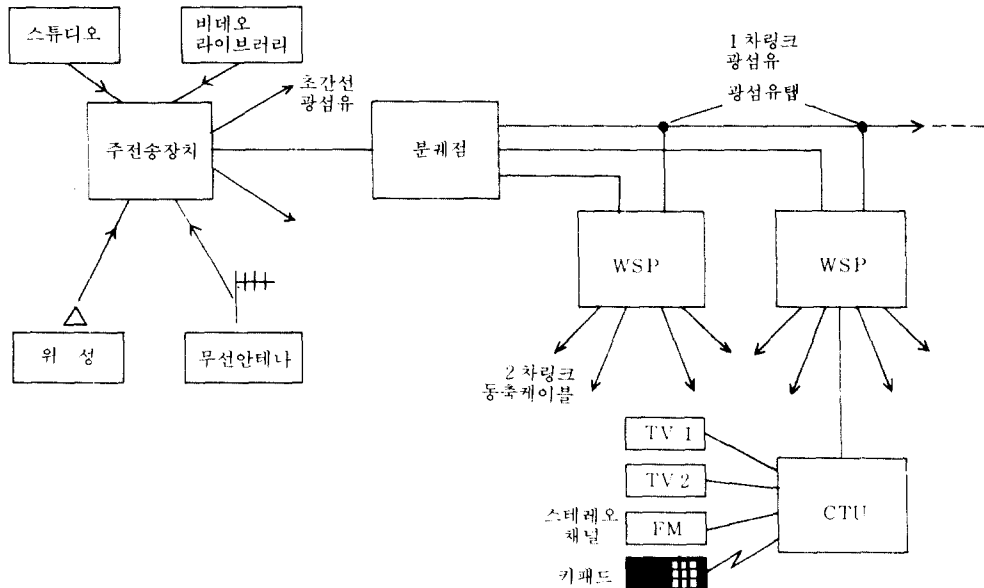 스튜디오
비데오
라이브러리
초간선
광섬유
1차링크
광섬유
광섬유탭
주전송장치
분궤점
WSP
WSP
위 성
무선안테나
2차링크
동축케이블
TV 1
TV 2
스테레오
채널
FM
CTU
키패드